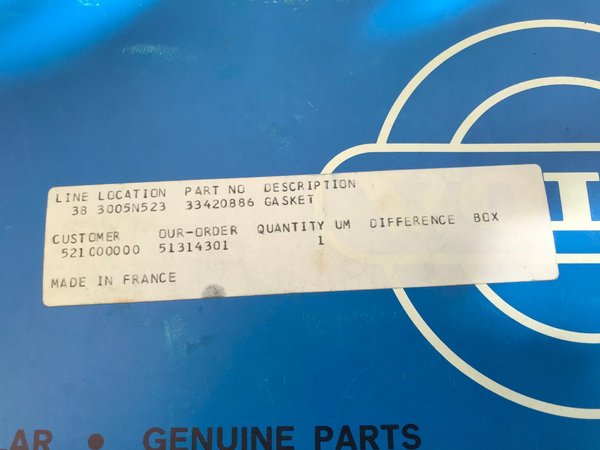 LINE LOCATION PART NO DESCRIPTION
38 3005N523 33420886 GASKET
CUSTOMER OUR-ORDER QUANTITY UM DIFFERENCE BOX
521000000 51314301 1
MADE IN FRANCE
LAR • GENUINE PARTS